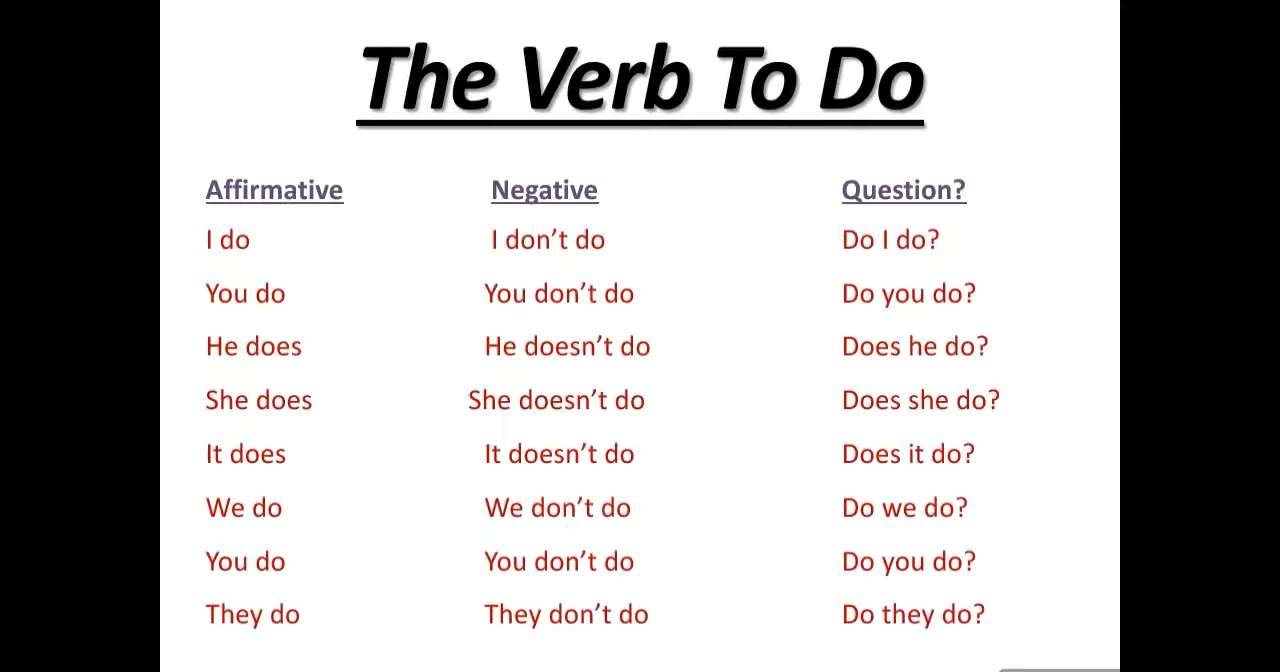 The Verb To Do
Affirmative Negative Question?
I do I don’t do Do I do?
You do You don’t do Do you do?
He does He doesn’t do Does he do?
She does She doesn’t do Does she do?
It does It doesn’t do Does it do?
We do We don’t do Do we do?
You do You don’t do Do you do?
They do They don’t do Do they do?